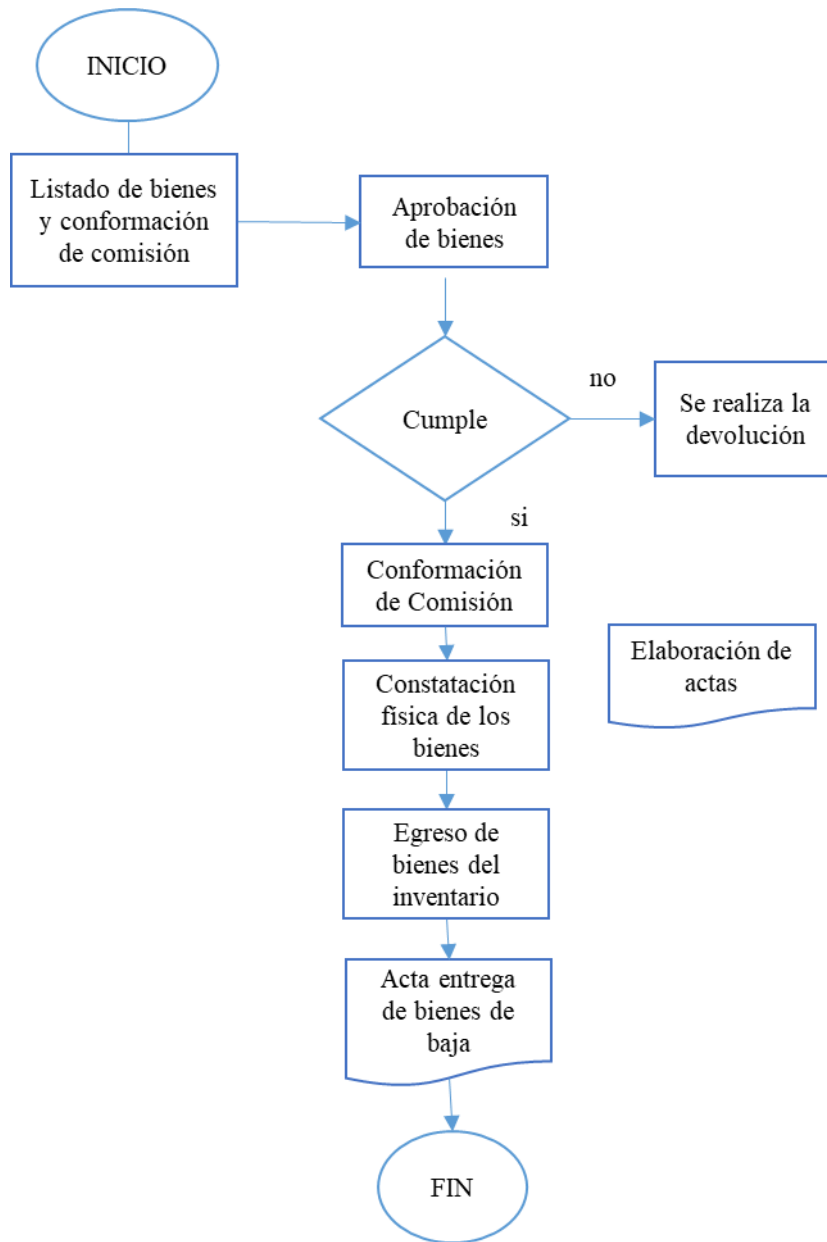 INICIO
Listado de bienes
y conformación
de comisión
Aprobación
de bienes
Cumple
no
Se realiza la
devolución
si
Conformación
de Comisión
Constatación
física de los
bienes
Elaboración de
actas
Egreso de
bienes del
inventario
Acta entrega
de bienes de
baja
FIN